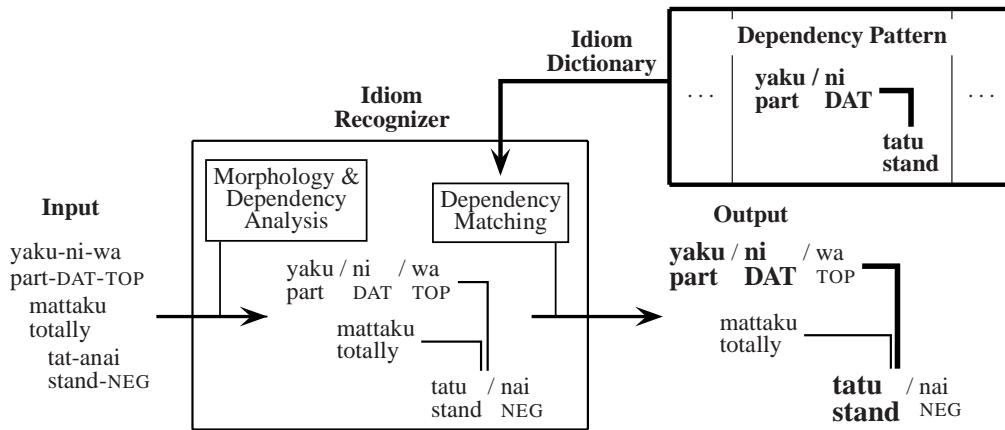 Idiom
Dictionary
Dependency Pattern
. . .
yaku / ni
part DAT
tatu
stand
. . .
Idiom
Recognizer
Morphology &
Dependency
Analysis
Dependency
Matching
Input
yaku-ni-wa
part-DAT-TOP
mattaku
totally
tat-anai
stand-NEG
yaku / ni / wa
part DAT TOP
mattaku
totally
tatu / nai
stand NEG
Output
yaku / ni / wa
part DAT TOP
mattaku
totally
tatu / nai
stand NEG